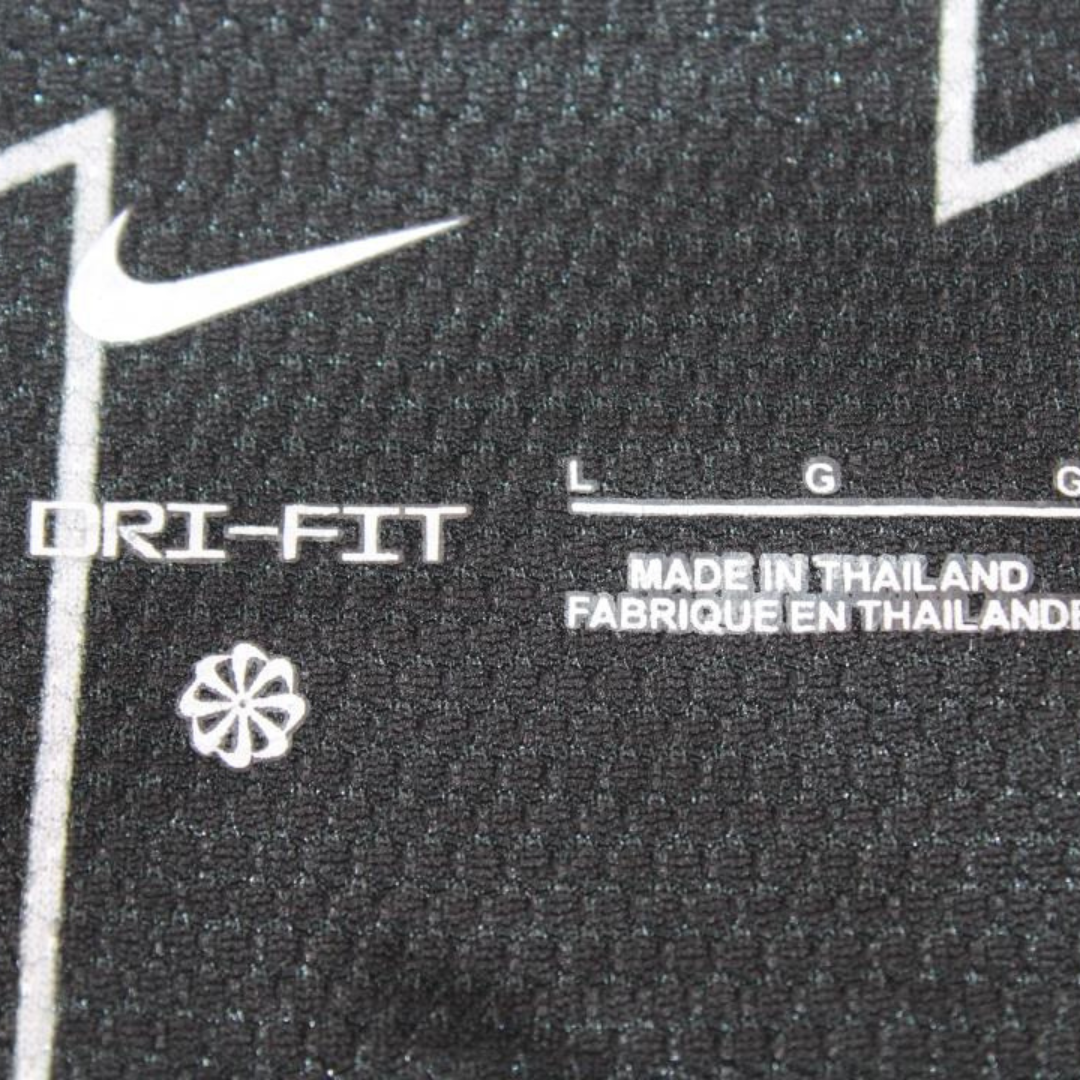 DRI-FIT
L G G
MADE IN THAILAND
FABRIQUE EN THAILANDE